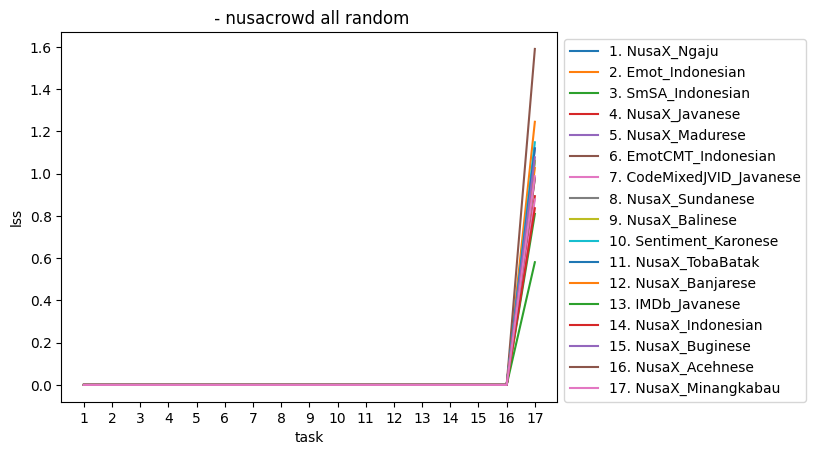 - nusacrowd all random
lss
1.6
1.4
1.2
1.0
0.8
0.6
0.4
0.2
0.0
1 2 3 4 5 6 7 8 9 10 11 12 13 14 15 16 17
task
1. NusaX_Ngaju
2. Emot_Indonesian
3. SmSA_Indonesian
4. NusaX_Javanese
5. NusaX_Madurese
6. EmotCMT_Indonesian
7. CodeMixedJVID_Javanese
8. NusaX_Sundanese
9. NusaX_Balinese
10. Sentiment_Karonese
11. NusaX_TobaBatak
12. NusaX_Banjarese
13. IMDb_Javanese
14. NusaX_Indonesian
15. NusaX_Buginese
16. NusaX_Acehnese
17. NusaX_Minangkabau